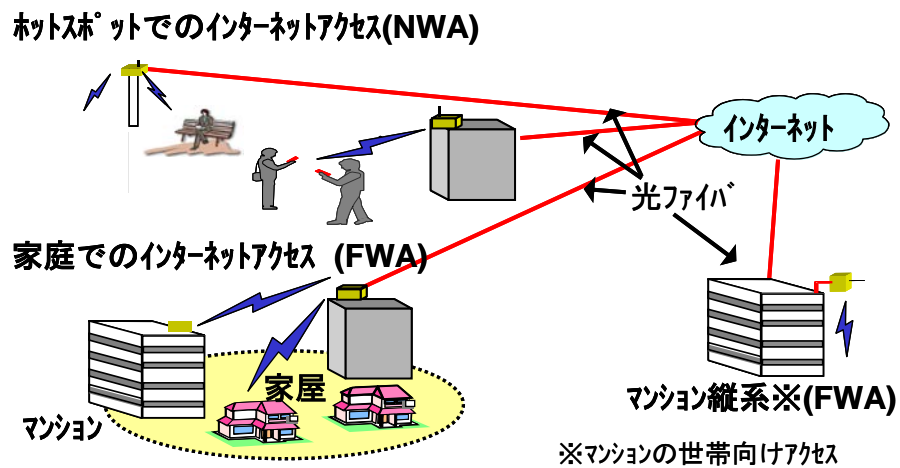 ﾎｯﾄｽﾎﾟｯﾄでのｲﾝﾀｰﾈｯﾄｱｸｾｽ(NWA)
ｲﾝﾀｰﾈｯﾄ
光ﾌｧｲﾊﾞ
家庭でのｲﾝﾀｰﾈｯﾄｱｸｾｽ (FWA)
家屋
ﾏﾝｼｮﾝ
ﾏﾝｼｮﾝ縦系※(FWA)
※ﾏﾝｼｮﾝの世帯向けｱｸｾｽ